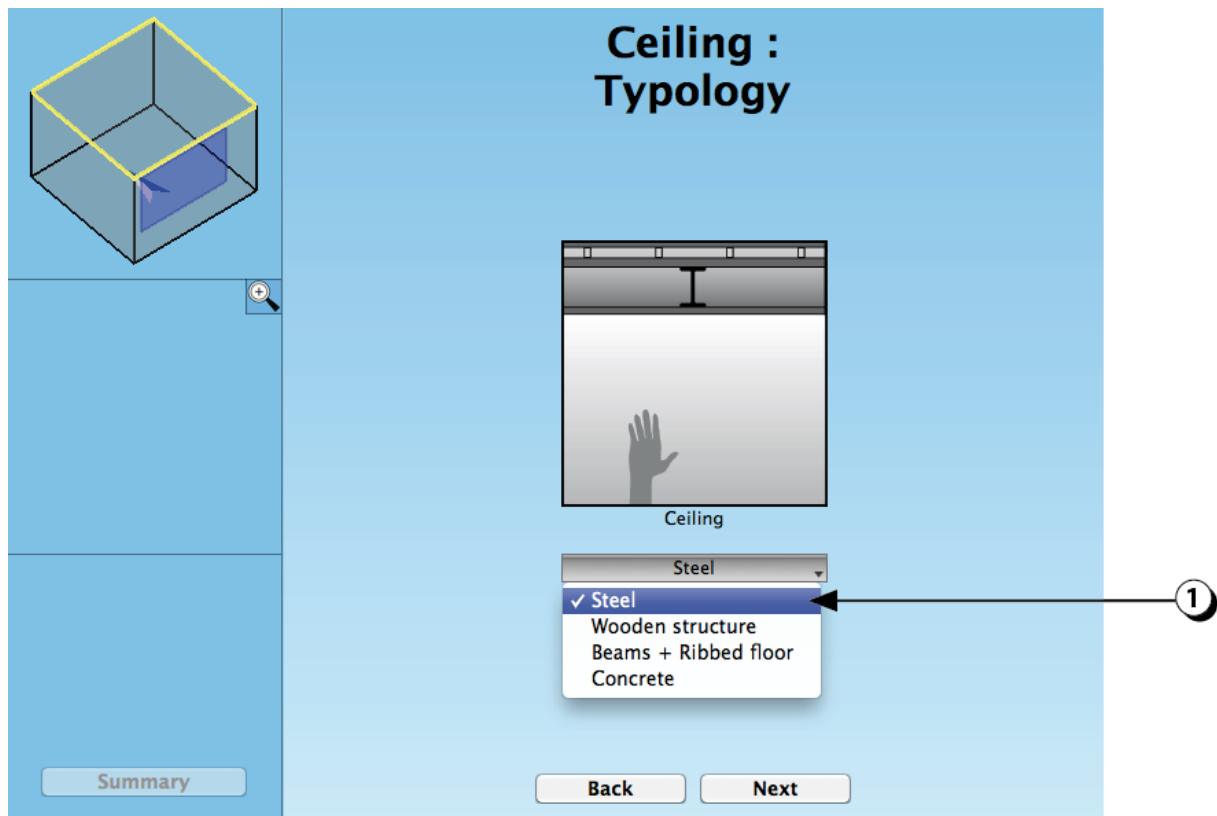 Ceiling :
Typology
Ceiling
Steel
✓ Steel
1
Wooden structure
Beams + Ribbed floor
Concrete
Summary
Back
Next